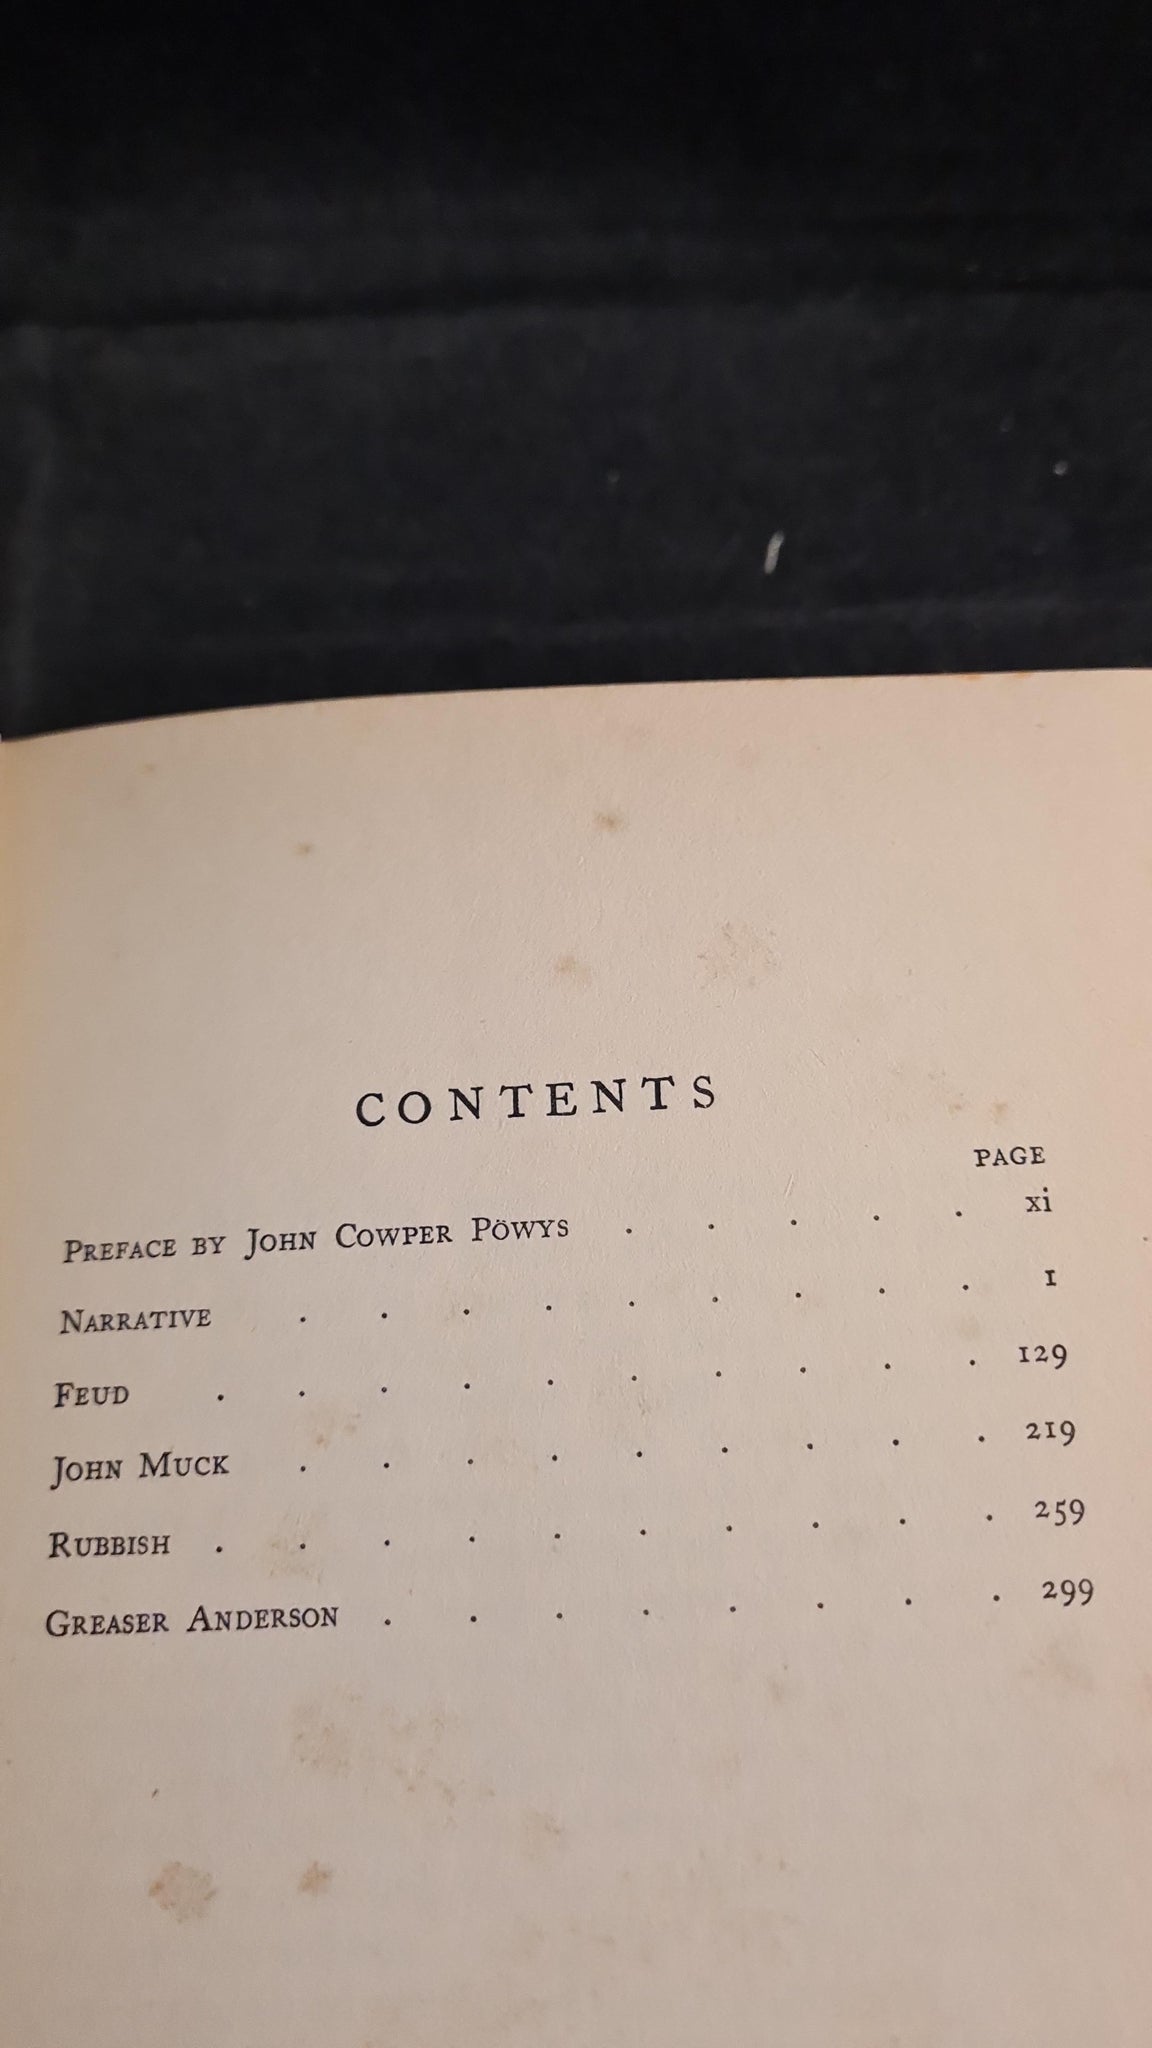 CONTENTS
PAGE
PREFACE BY JOHN COWPER PÖWYS . . . . . xi
NARRATIVE . . . . . . . . . 1
FEUD . . . . . . . . . . 129
JOHN MUCK . . . . . . . . . 219
RUBBISH . . . . . . . . . . 259
GREASER ANDERSON . . . . . . . . 299